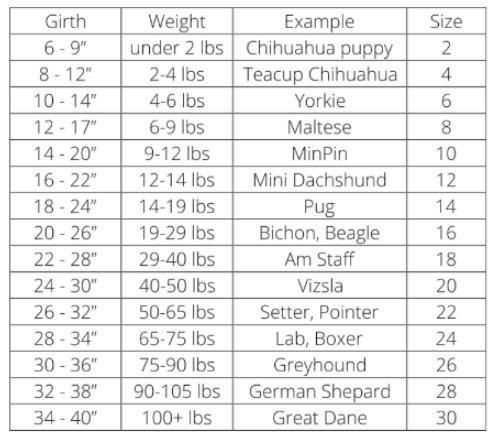 Girth Weight Example Size
6 - 9” under 2 lbs Chihuahua puppy 2
8 - 12” 2-4 lbs Teacup Chihuahua 4
10 - 14” 4-6 lbs Yorkie 6
12 - 17” 6-9 lbs Maltese 8
14 - 20” 9-12 lbs MinPin 10
16 - 22” 12-14 lbs Mini Dachshund 12
18 - 24” 14-19 lbs Pug 14
20 - 26” 19-29 lbs Bichon, Beagle 16
22 - 28” 29-40 lbs Am Staff 18
24 - 30” 40-50 lbs Vizsla 20
26 - 32” 50-65 lbs Setter, Pointer 22
28 - 34” 65-75 lbs Lab, Boxer 24
30 - 36” 75-90 lbs Greyhound 26
32 - 38” 90-105 lbs German Shepard 28
34 - 40” 100+ lbs Great Dane 30